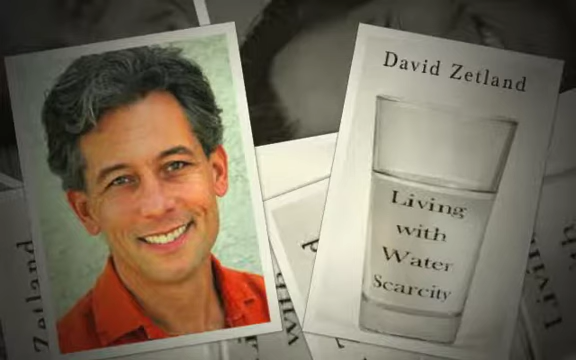 David Zetland
Living
with
Water
Scarcity
Zetland